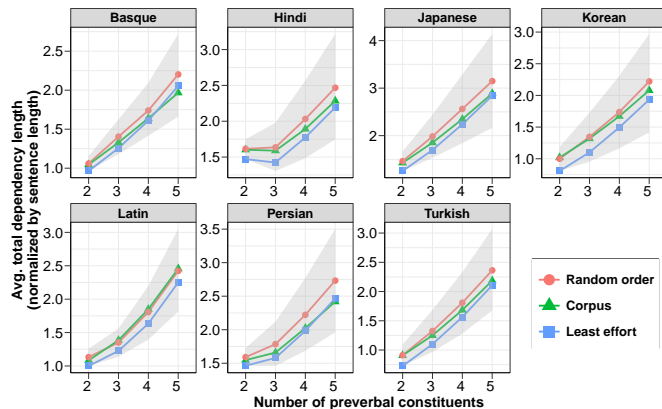 Basque
Hindi
Japanese
Korean
2.5
2.0
1.5
1.0
3.0
2.5
2.0
1.5
4
3
2
3.0
2.5
2.0
1.5
1.0
2 3 4 5
2 3 4 5
2 3 4 5
2 3 4 5
Latin
Persian
Turkish
3.0
2.5
2.0
1.5
1.0
3.5
3.0
2.5
2.0
1.5
3.0
2.5
2.0
1.5
1.0
2 3 4 5
2 3 4 5
2 3 4 5
Avg. total dependency length
(normalized by sentence length)
Number of preverbal constituents
Random order
Corpus
Least effort